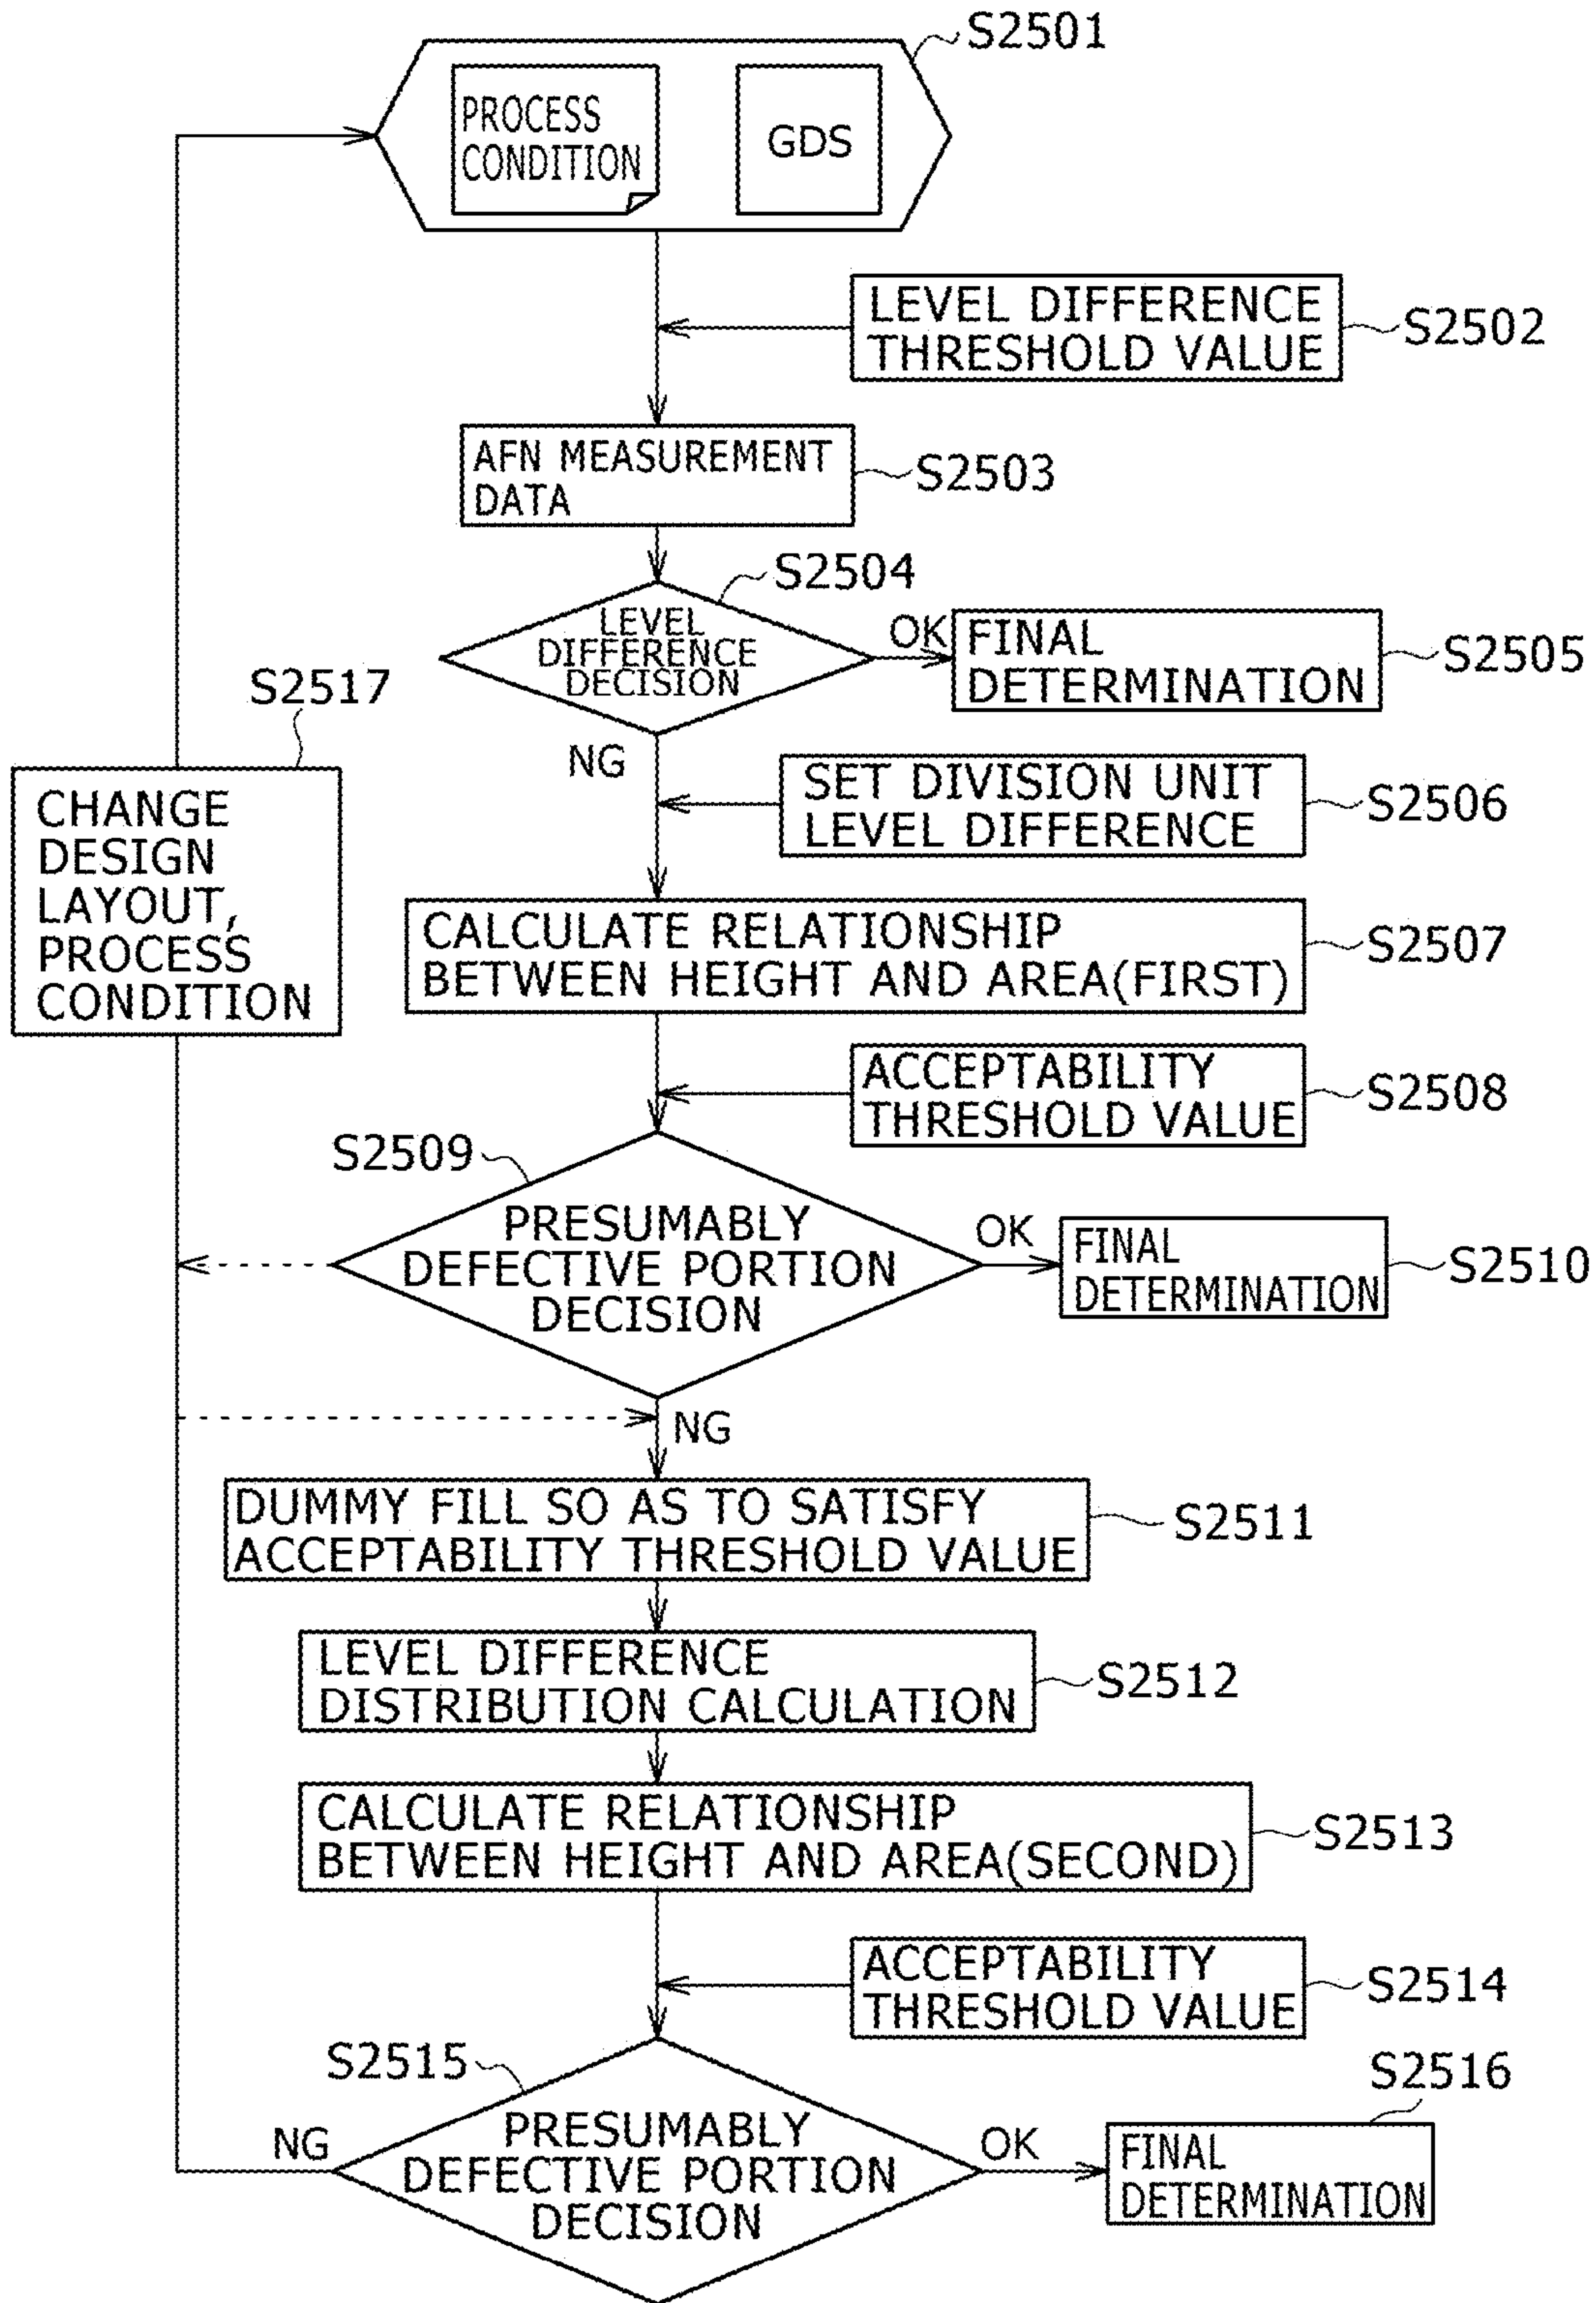 S2501
PROCESS
CONDITION
GDS
LEVEL DIFFERENCE
THRESHOLD VALUE
S2502
AFN MEASUREMENT
DATA
S2503
S2504
LEVEL
DIFFERENCE
DECISION
OK
FINAL
DETERMINATION
S2505
S2517
NG
SET DIVISION UNIT
LEVEL DIFFERENCE
S2506
CHANGE
DESIGN
LAYOUT,
PROCESS
CONDITION
CALCULATE RELATIONSHIP
BETWEEN HEIGHT AND AREA(FIRST)
S2507
ACCEPTABILITY
THRESHOLD VALUE
S2508
S2509
PRESUMABLY
DEFECTIVE PORTION
DECISION
OK
FINAL
DETERMINATION
S2510
NG
DUMMY FILL SO AS TO SATISFY
ACCEPTABILITY THRESHOLD VALUE
S2511
LEVEL DIFFERENCE
DISTRIBUTION CALCULATION
S2512
CALCULATE RELATIONSHIP
BETWEEN HEIGHT AND AREA(SECOND)
S2513
ACCEPTABILITY
THRESHOLD VALUE
S2514
S2515
NG
PRESUMABLY
DEFECTIVE PORTION
DECISION
OK
S2516
FINAL
DETERMINATION